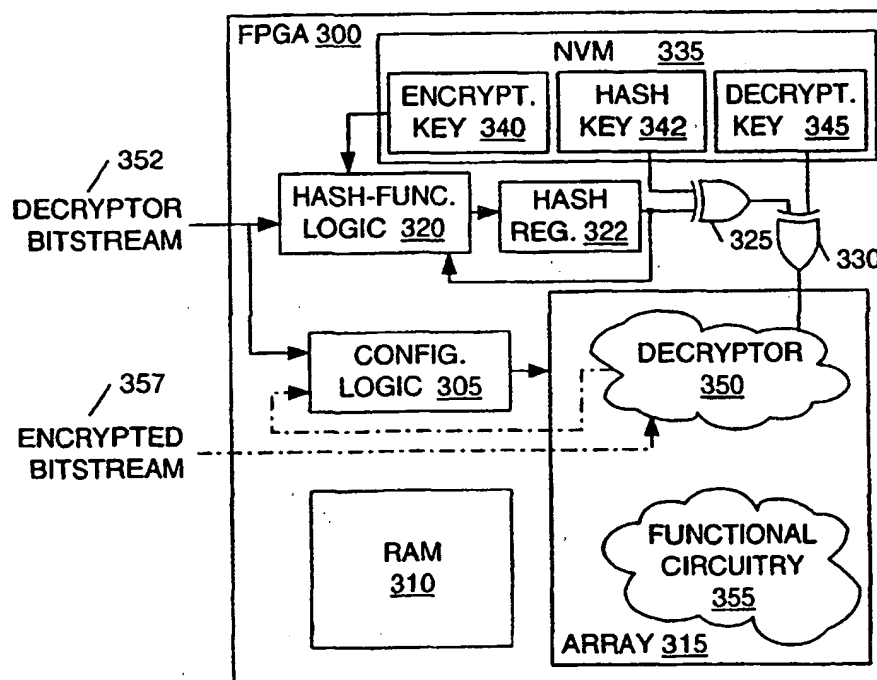 FPGA 300
NVM 335
ENCRYPT.
KEY 340
HASH
KEY 342
DECRYPT.
KEY 345
352
DECRYPTOR
BITSTREAM
HASH-FUNC.
LOGIC 320
HASH
REG. 322
325
330
CONFIG.
LOGIC 305
DECRYPTOR
350
357
ENCRYPTED
BITSTREAM
RAM
310
FUNCTIONAL
CIRCUITRY
355
ARRAY 315